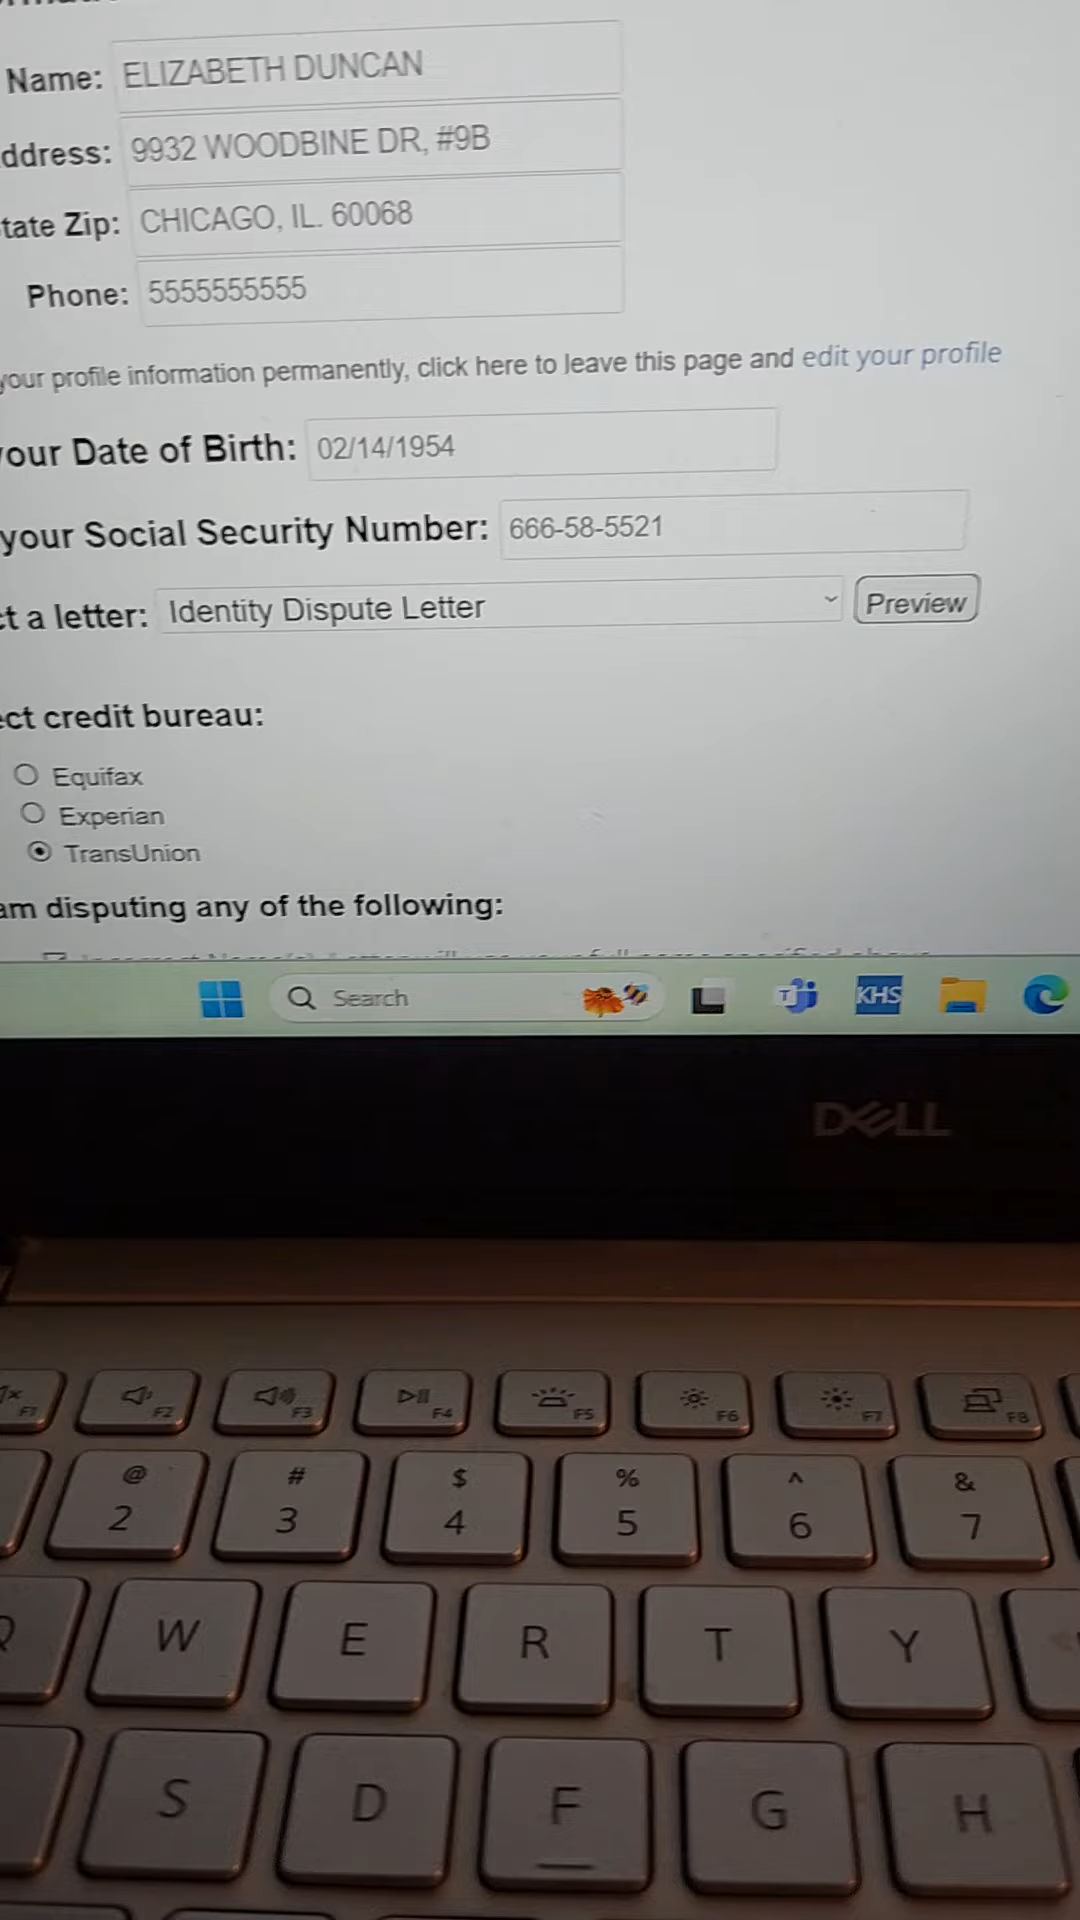 Name: ELIZABETH DUNCAN
ddress: 9932 WOODBINE DR, #9B
tate Zip: CHICAGO, IL. 60068
Phone: 5555555555
your profile information permanently, click here to leave this page and edit your profile
our Date of Birth: 02/14/1954
your Social Security Number: 666-58-5521
ct a letter: Identity Dispute Letter Preview
ect credit bureau:
Equifax
Experian
TransUnion
am disputing any of the following:
Search T KHS
DELL
F1 F2 F3 F4 F5 F6 F7 F8
@ # $ % ^ &
2 3 4 5 6 7
W E R T Y
S D F G H